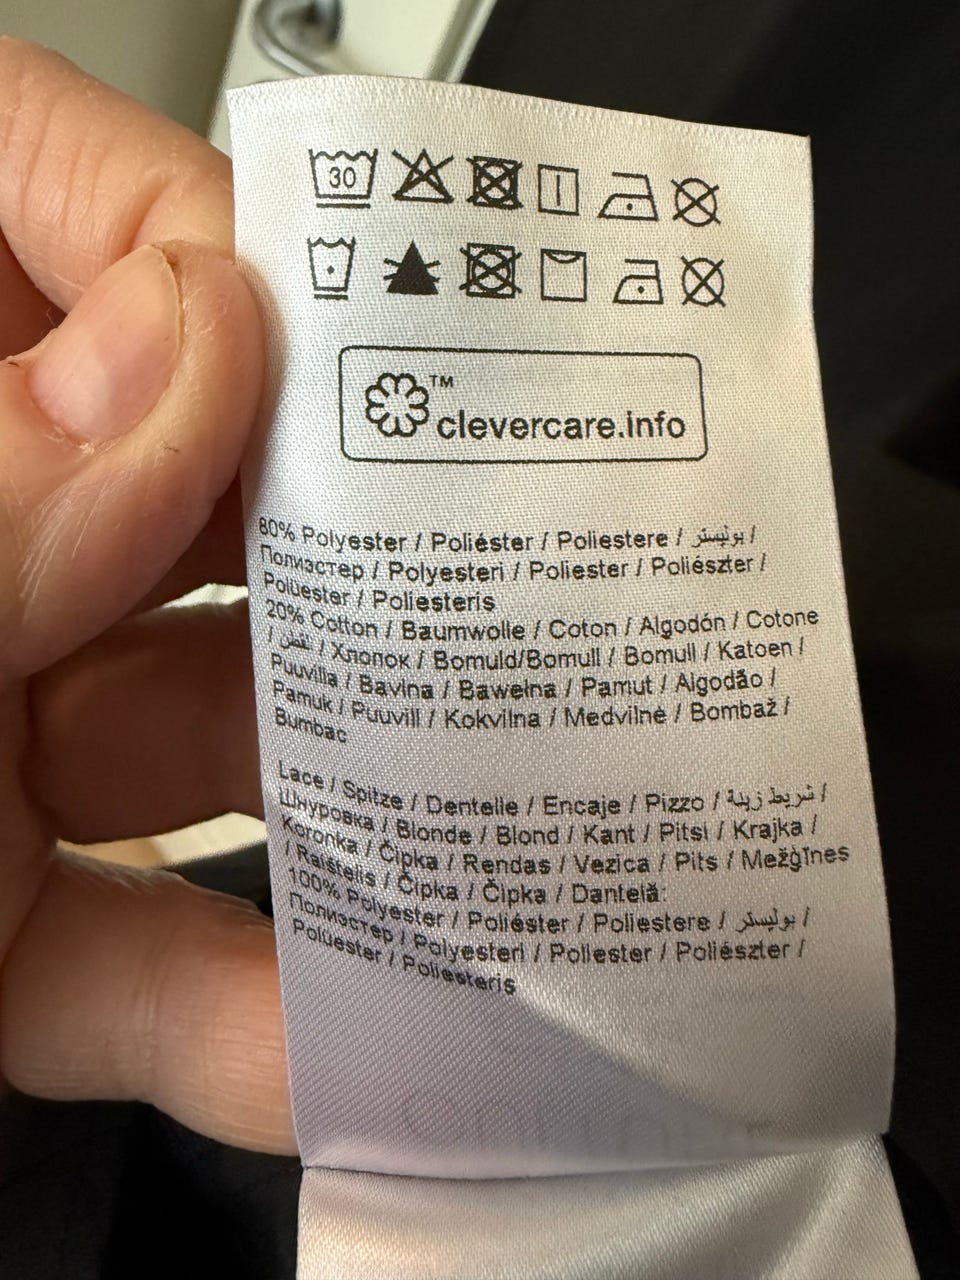 30
TM
clevercare.info
80% Polyester / Poliéster / Poliestere / بوليستر /
Полиэстер / Polyesteri / Poliester / Poliészter /
Poluester / Poliesteris
20% Cotton / Baumwolle / Coton / Algodón / Cotone
/ القطن / Хлопок / Bomuld/Bomull / Bomull / Katoen /
Puuvilla / Bavlna / Bawełna / Pamut / Algodão /
Pamuk / Puuvill / Kokvilna / Medvilnė / Bombaž /
Bumbac
Lace / Spitze / Dentelle / Encaje / Pizzo / شريط زينة /
Шнуровка / Blonde / Blond / Kant / Pitsi / Krajka /
Koronka / Čipka / Rendas / Vezica / Pits / Mežģīnes
/ Raištelis / Čipka / Čipka / Dantelă:
100% Polyester / Poliéster / Poliestere / بوليستر /
Полиэстер / Polyesteri / Poliester / Poliészter /
Poluester / Poliesteris